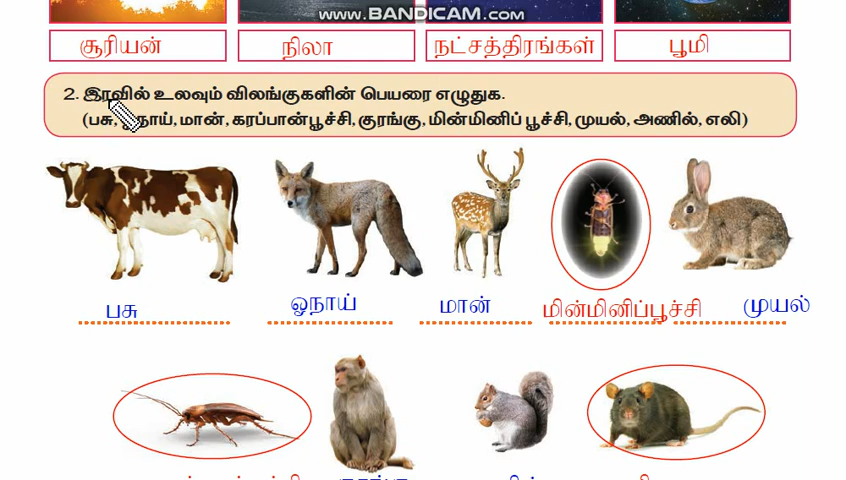 www.BANDICAM.com
சூரியன் நிலா நட்சத்திரங்கள் பூமி
2. இரவில் உலவும் விலங்குகளின் பெயரை எழுதுக.
(பசு, ஓநாய், மான், கரப்பான்பூச்சி, குரங்கு, மின்மினிப் பூச்சி, முயல், அணில், எலி)
பசு ஓநாய் மான் மின்மினிப்பூச்சி முயல்